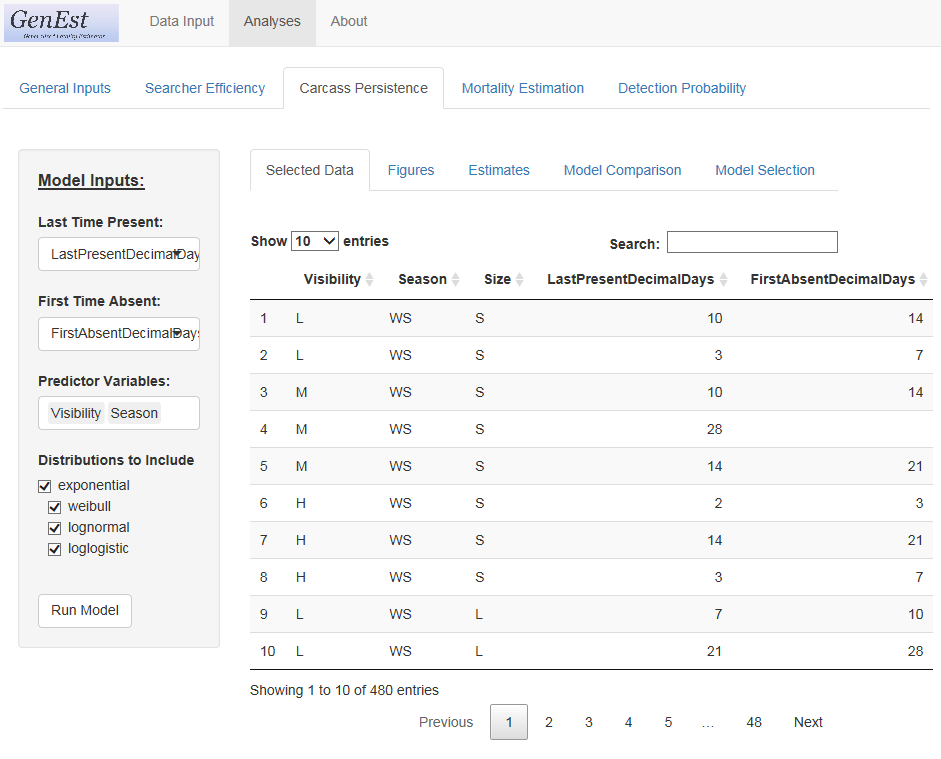 GenEst Data Input Analyses About
General Inputs Searcher Efficiency Carcass Persistence Mortality Estimation Detection Probability
Model Inputs:
Last Time Present:
LastPresentDecimalDay
First Time Absent:
FirstAbsentDecimalDays
Predictor Variables:
Visibility Season
Distributions to Include
exponential
weibull
lognormal
loglogistic
Run Model
Selected Data Figures Estimates Model Comparison Model Selection
Show 10 entries Search:
Visibility Season Size LastPresentDecimalDays FirstAbsentDecimalDays
1 L WS S 10 14
2 L WS S 3 7
3 M WS S 10 14
4 M WS S 28
5 M WS S 14 21
6 H WS S 2 3
7 H WS S 14 21
8 H WS S 3 7
9 L WS L 7 10
10 L WS L 21 28
Showing 1 to 10 of 480 entries
Previous 1 2 3 4 5 … 48 Next